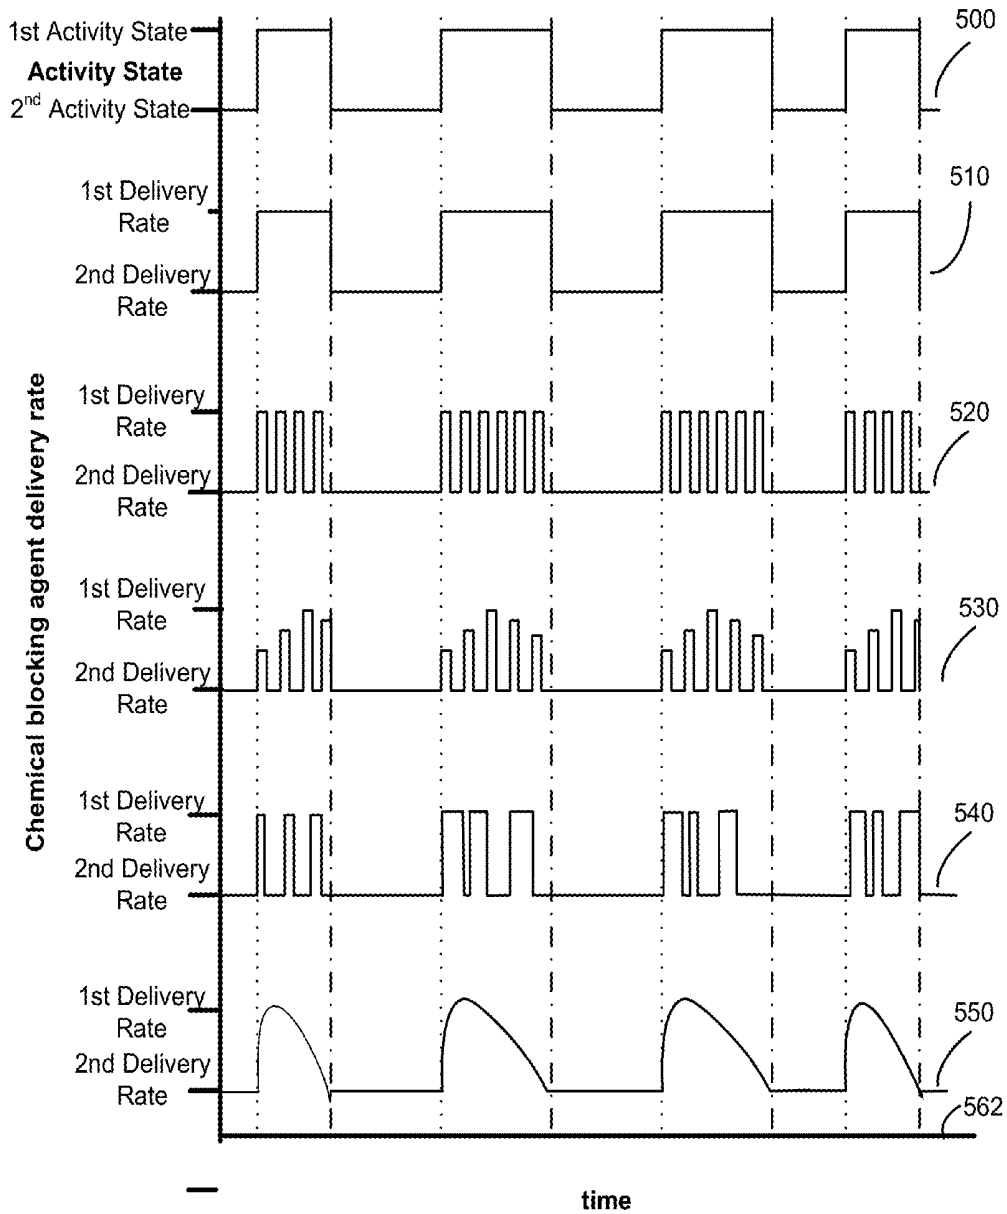 1st Activity State
500
Activity State
2nd Activity State
1st Delivery
Rate
510
2nd Delivery
Rate
Chemical blocking agent delivery rate
1st Delivery
Rate
520
2nd Delivery
Rate
1st Delivery
Rate
530
2nd Delivery
Rate
1st Delivery
Rate
540
2nd Delivery
Rate
1st Delivery
Rate
550
2nd Delivery
Rate
562
time